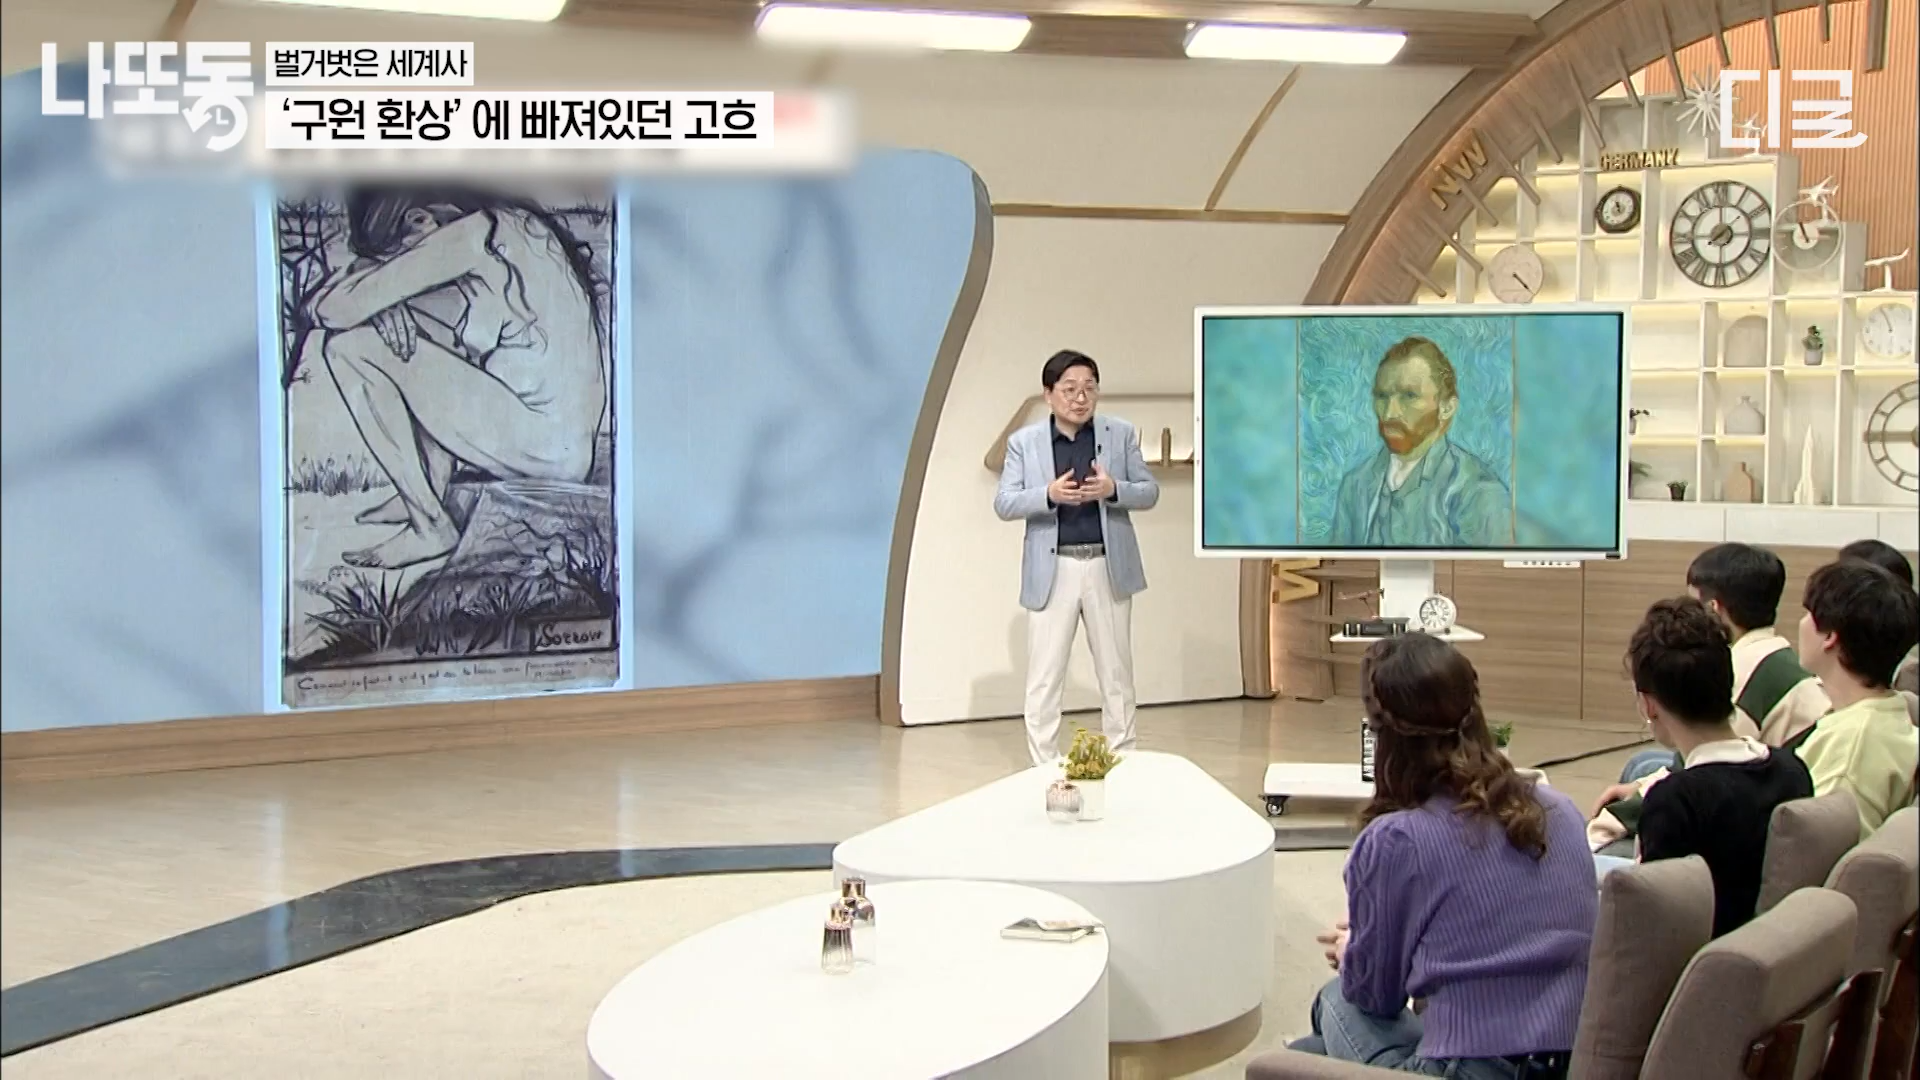 나또동
벌거벗은 세계사
‘구원 환상’ 에 빠져있던 고흐
디글
GERMANY
NW
Sorrow